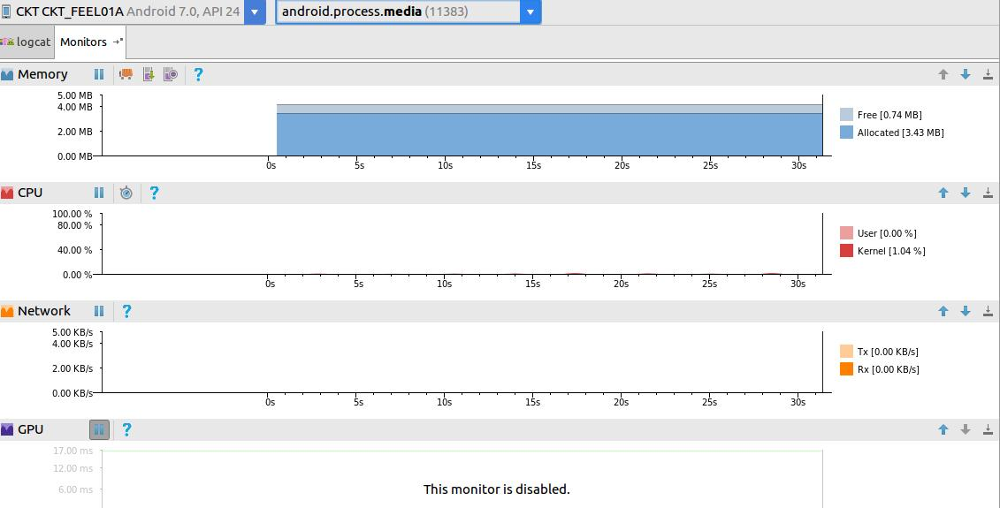 CKT CKT_FEEL01A Android 7.0, API 24 android.process.media (11383)
logcat Monitors
Memory ?
5.00 MB
4.00 MB
2.00 MB
0.00 MB
Free [0.74 MB]
Allocated [3.43 MB]
0s 5s 10s 15s 20s 25s 30s
CPU ?
100.00 %
80.00 %
40.00 %
0.00 %
User [0.00 %]
Kernel [1.04 %]
0s 5s 10s 15s 20s 25s 30s
Network ?
5.00 KB/s
4.00 KB/s
2.00 KB/s
0.00 KB/s
Tx [0.00 KB/s]
Rx [0.00 KB/s]
0s 5s 10s 15s 20s 25s 30s
GPU ?
17.00 ms
12.00 ms
6.00 ms
This monitor is disabled.